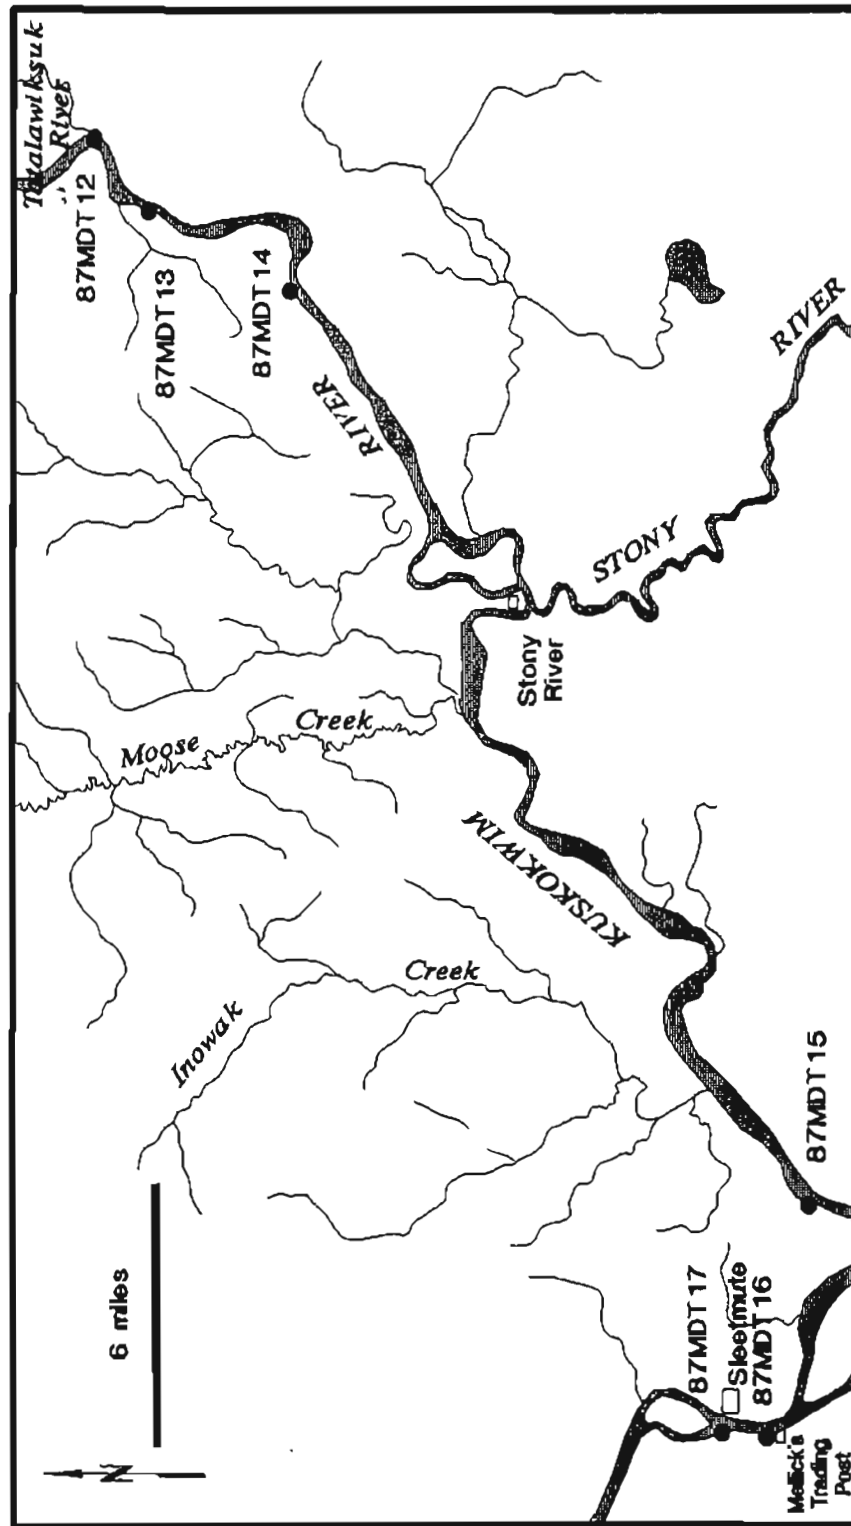 Tatalawiksuk
River
87MDT12
87MDT13
87MDT14
RIVER
RIVER
STONY
Stony
River
Moose
Creek
KUSKOKWIM
Inowak
Creek
6 miles
N
87MDT15
87MDT17
Sleetmute
87MDT16
Mellick's
Trading
Post